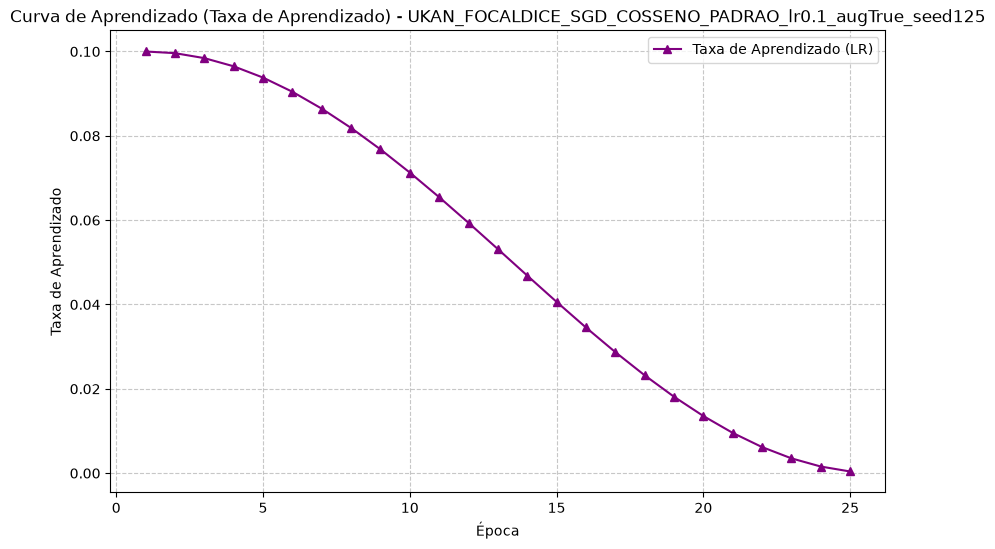 Curva de Aprendizado (Taxa de Aprendizado) - UKAN_FOCALDICE_SGD_COSSENO_PADRAO_lr0.1_augTrue_seed125
Taxa de Aprendizado (LR)
Taxa de Aprendizado
0.10
0.08
0.06
0.04
0.02
0.00
0 5 10 15 20 25
Época